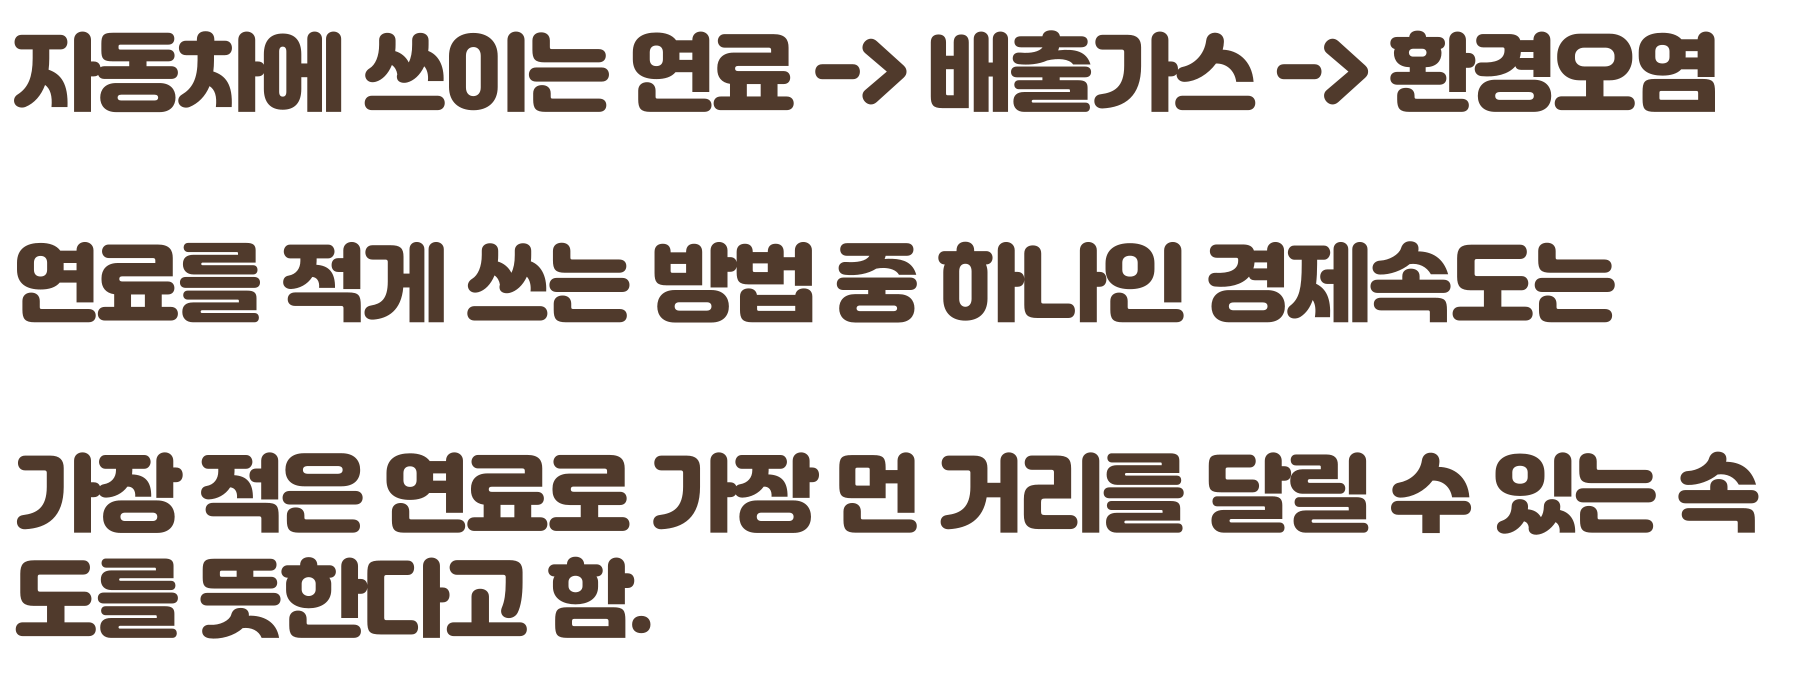 자동차에 쓰이는 연료 -> 배출가스 -> 환경오염
연료를 적게 쓰는 방법 중 하나인 경제속도는
가장 적은 연료로 가장 먼 거리를 달릴 수 있는 속
도를 뜻한다고 함.